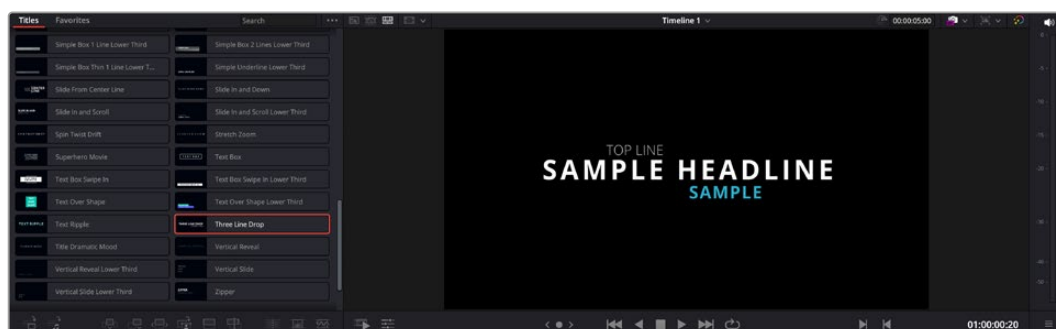 Titles Favorites Search ••• Timeline 1 00:00:05:00
Simple Box 1 Line Lower Third Simple Box 2 Lines Lower Third
Simple Box Thin 1 Line Lower T... Simple Underline Lower Third
Slide From Center Line Slide In and Down
Slide In and Scroll Slide In and Scroll Lower Third
Spin Twist Drift Stretch Zoom
Superhero Movie Text Box
Text Box Swipe In Text Box Swipe In Lower Third
Text Over Shape Text Over Shape Lower Third
TEXT RIPPLE Text Ripple Three Line Drop
Title Dramatic Mood Vertical Reveal
Vertical Reveal Lower Third Vertical Slide
Vertical Slide Lower Third Zipper
TOP LINE
SAMPLE HEADLINE
SAMPLE
01:00:00:20